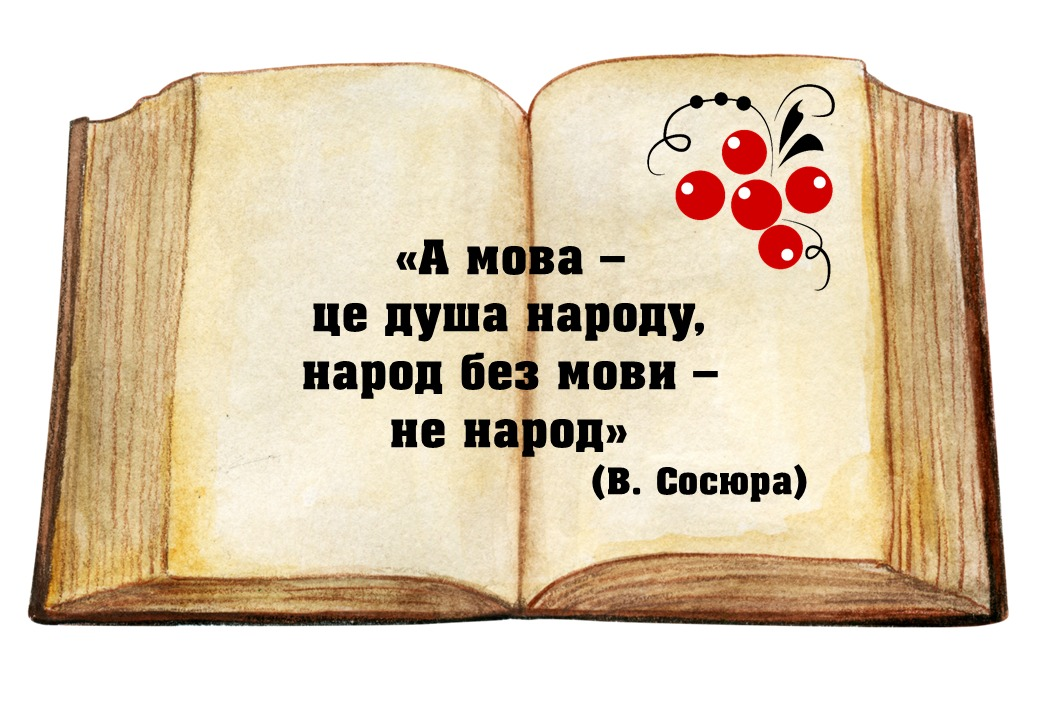 «А мова –
це душа народу,
народ без мови –
не народ»
(В. Сосюра)